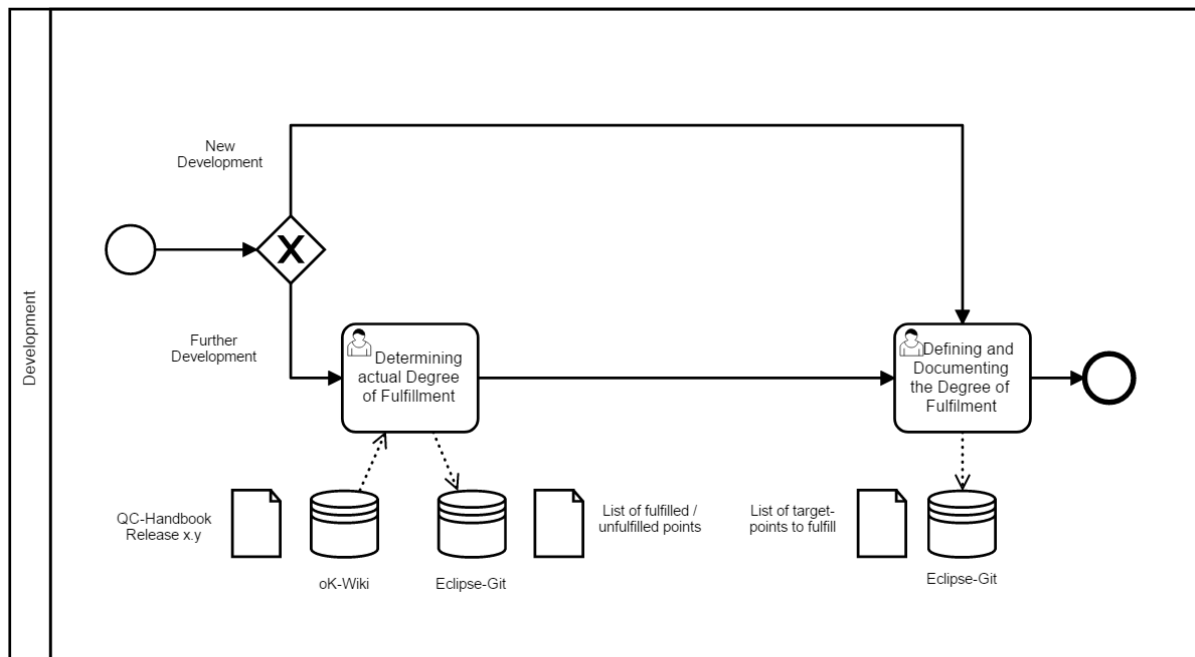 Development
New
Development
X
Further
Development
Determining
actual Degree
of Fulfillment
Defining and
Documenting
the Degree of
Fulfilment
QC-Handbook
Release x.y
oK-Wiki
Eclipse-Git
List of fulfilled /
unfulfilled points
List of target-
points to fulfill
Eclipse-Git